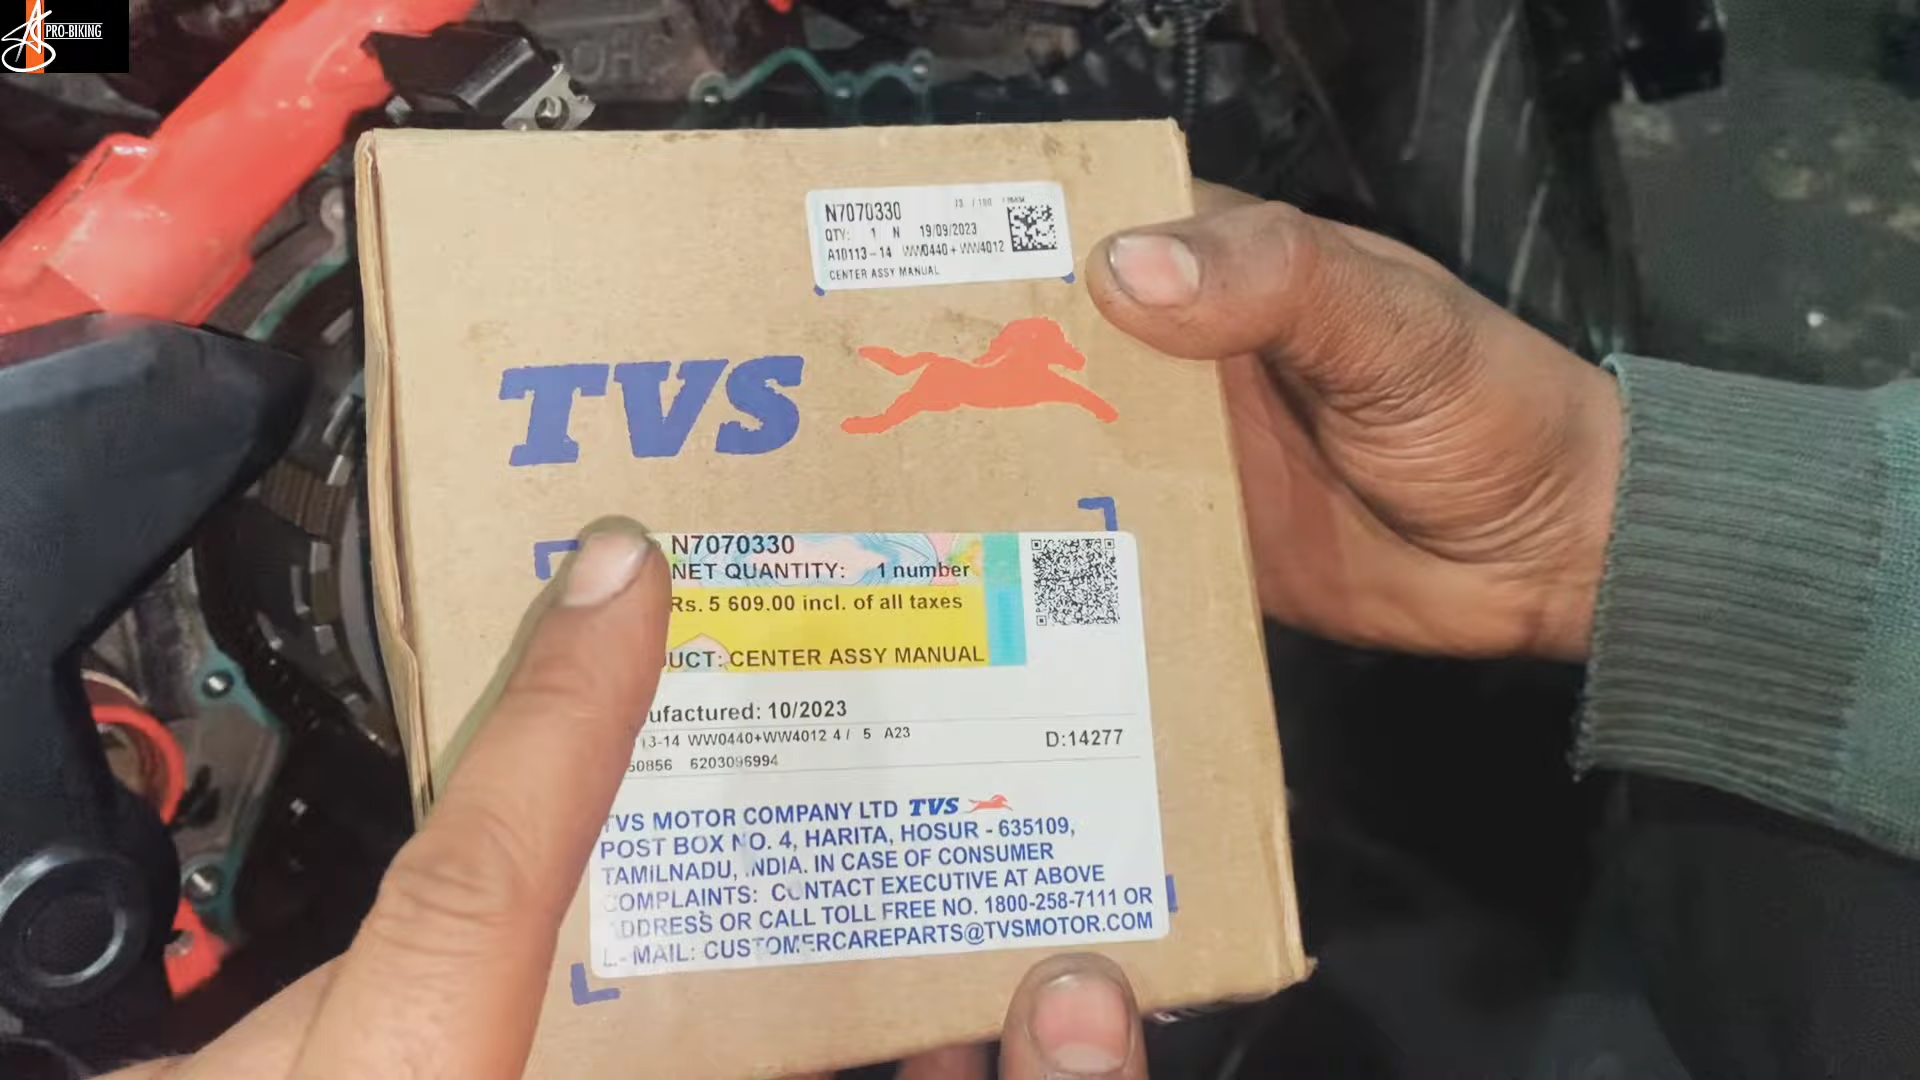 PRO-BIKING
N7070330
QTY: 1 N 19/09/2023
A10113-14 WW0440+WW4012
CENTER ASSY MANUAL
TVS
N7070330
NET QUANTITY: 1 number
Rs. 5 609.00 incl. of all taxes
UCT: CENTER ASSY MANUAL
ufactured: 10/2023
13-14 WW0440+WW4012 4 / 5 A23
D:14277
50856 6203096994
TVS MOTOR COMPANY LTD TVS
POST BOX NO. 4, HARITA, HOSUR - 635109,
TAMILNADU, INDIA. IN CASE OF CONSUMER
COMPLAINTS: CONTACT EXECUTIVE AT ABOVE
ADDRESS OR CALL TOLL FREE NO. 1800-258-7111 OR
E- MAIL: CUSTOMERCAREPARTS@TVSMOTOR.COM